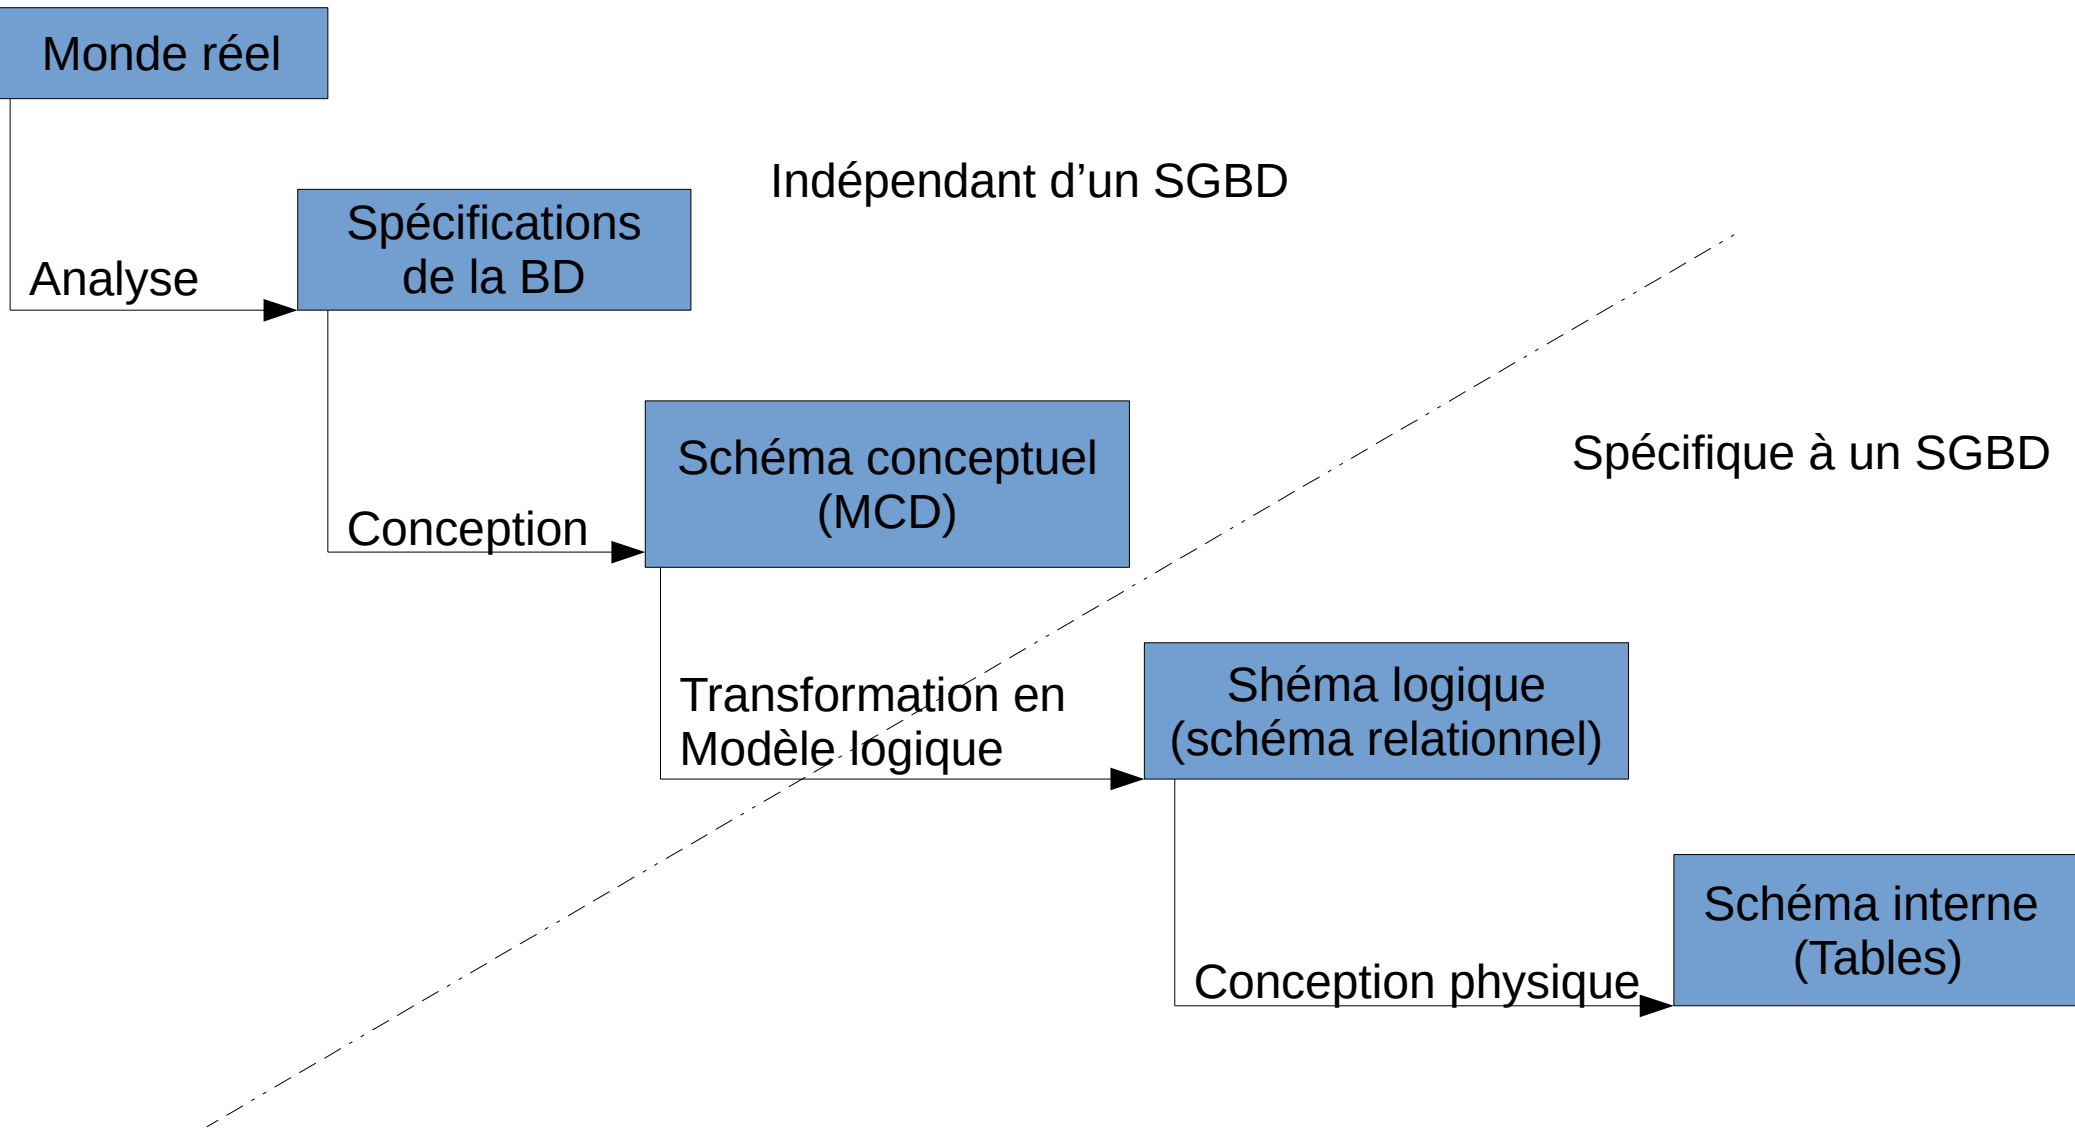 Monde réel
Indépendant d’un SGBD
Spécifications
de la BD
Analyse
Spécifique à un SGBD
Schéma conceptuel
(MCD)
Conception
Transformation en
Modèle logique
Shéma logique
(schéma relationnel)
Schéma interne
(Tables)
Conception physique